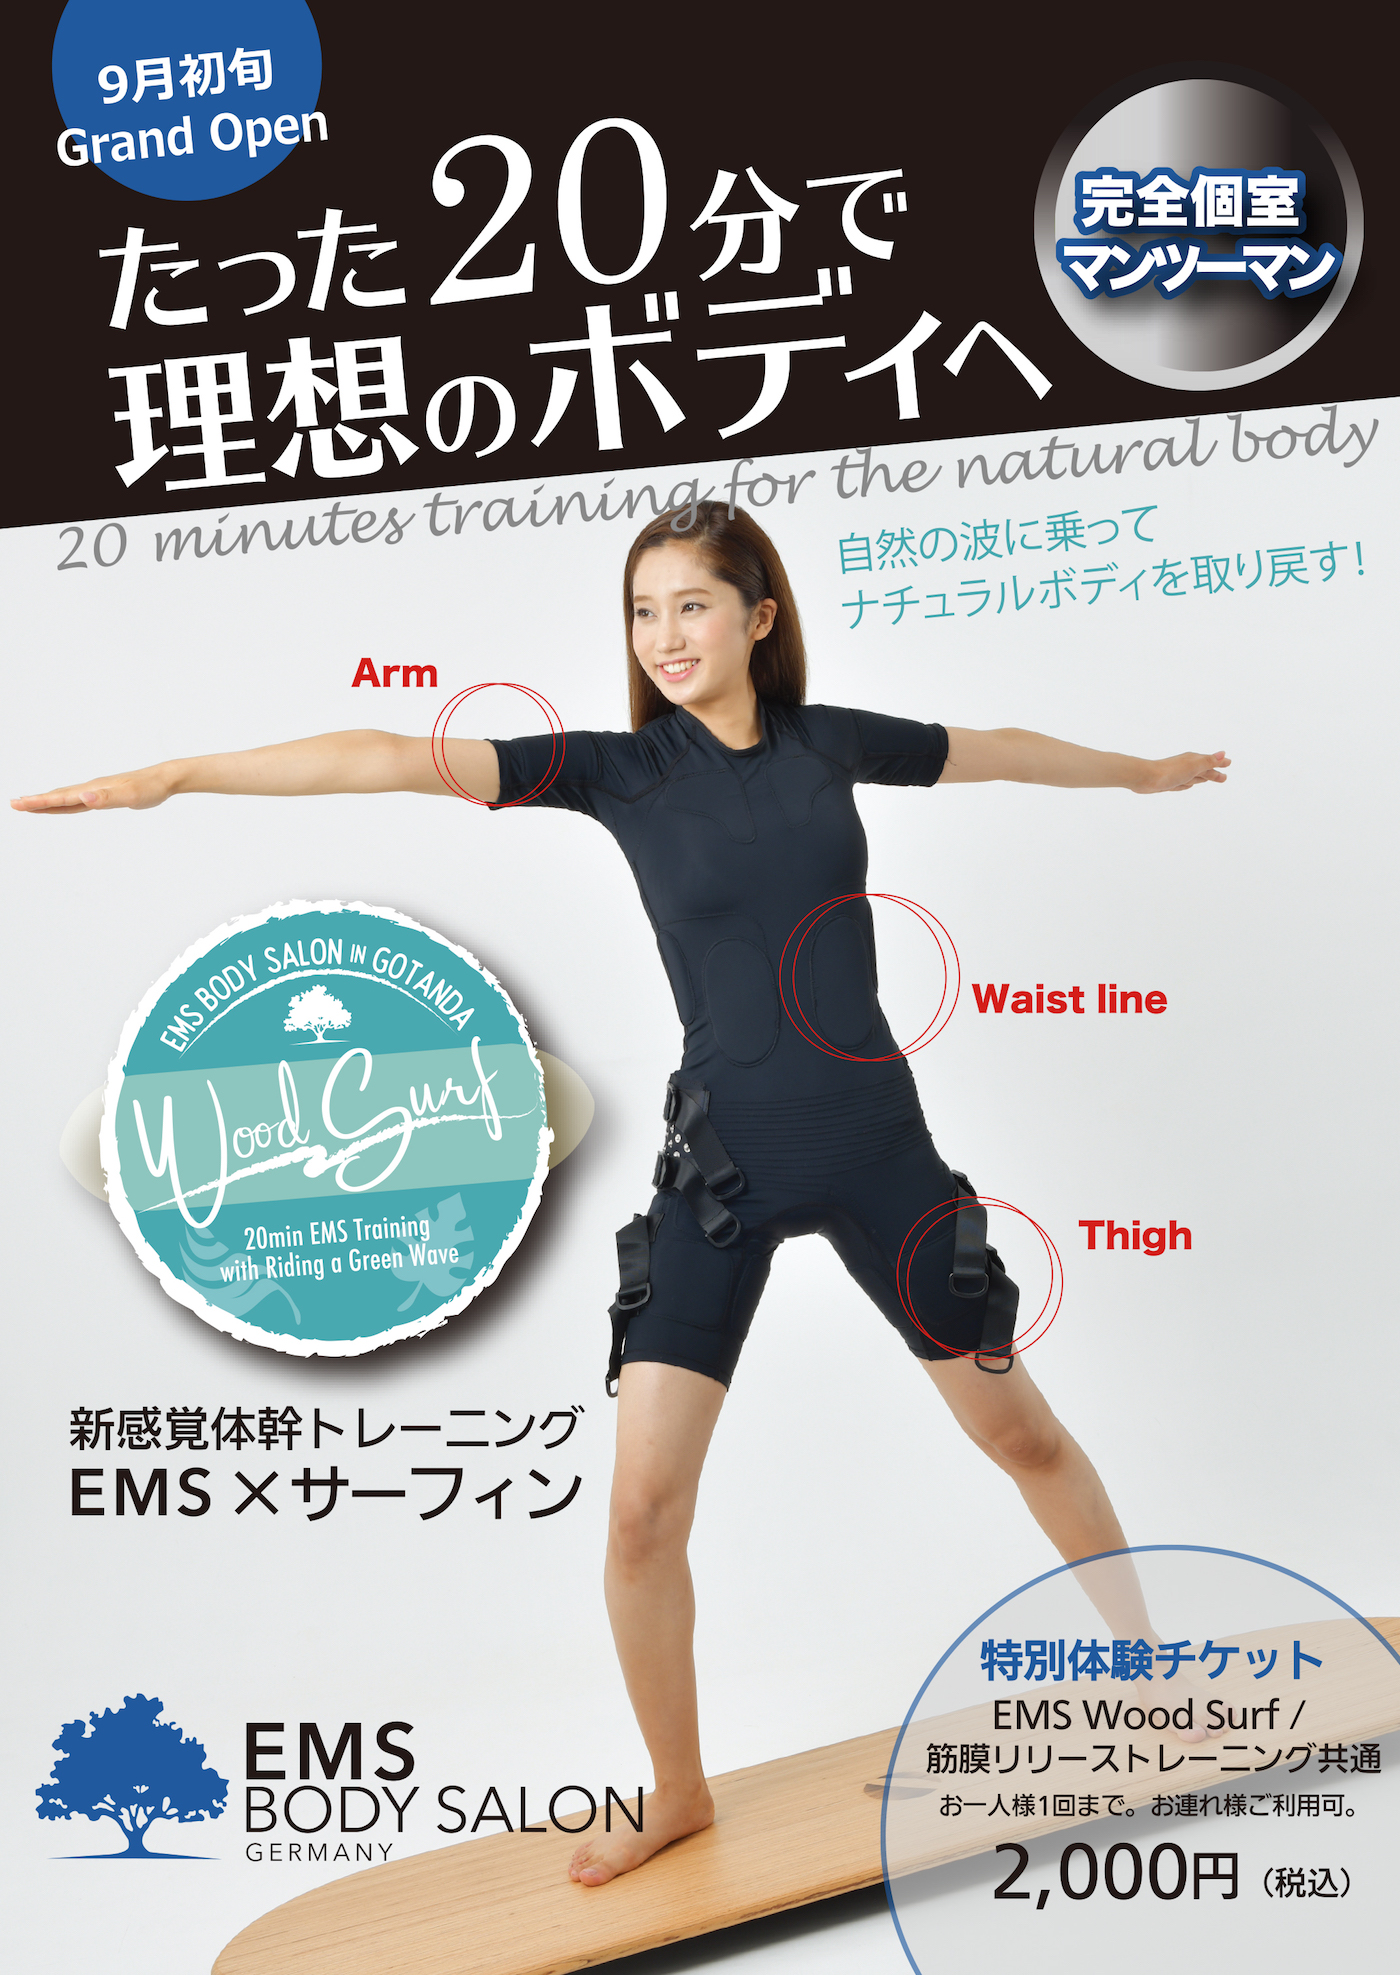 9月初旬
Grand Open
たった20分で
理想のボディへ
完全個室
マンツーマン
20 minutes training for the natural body
自然の波に乗って
ナチュラルボディを取り戻す!
Arm
Waist line
Thigh
EMS BODY SALON IN GOTANDA
Wood Surf
20min EMS Training
with Riding a Green Wave
新感覚体幹トレーニング
EMS×サーフィン
EMS
BODY SALON
GERMANY
特別体験チケット
EMS Wood Surf /
筋膜リリーストレーニング共通
お一人様1回まで。お連れ様ご利用可。
2,000円（税込）